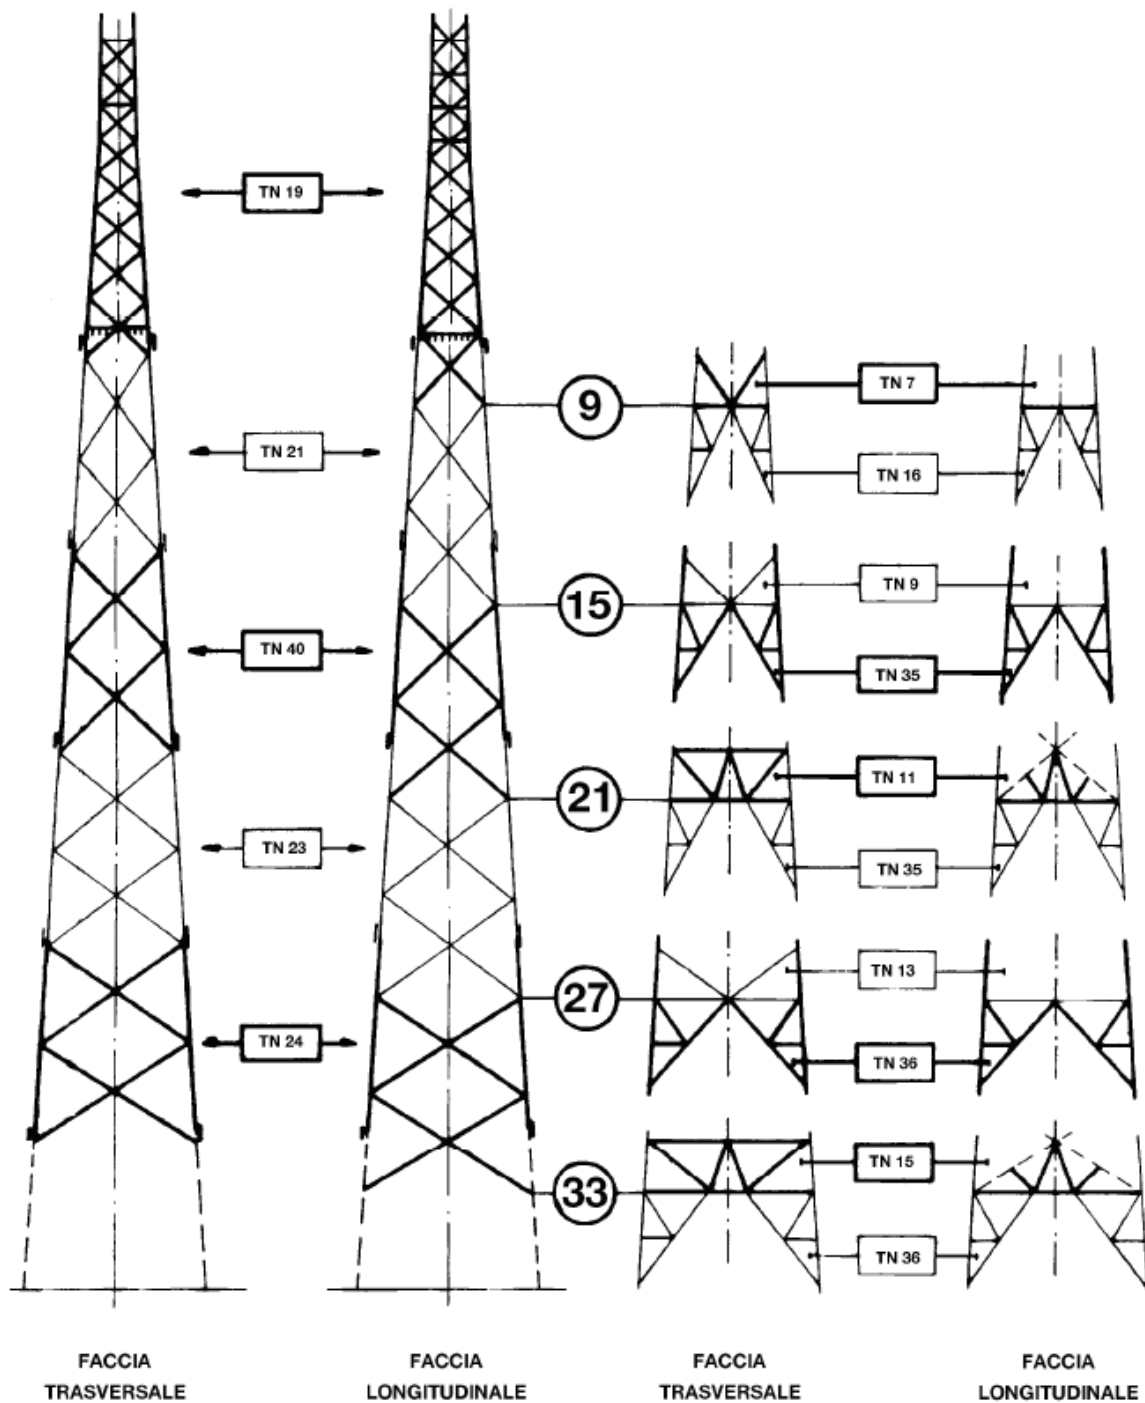 TN 19
9
TN 7
TN 21
TN 16
15
TN 9
TN 40
TN 35
21
TN 11
TN 23
TN 35
27
TN 13
TN 24
TN 36
33
TN 15
TN 36
FACCIA
TRASVERSALE
FACCIA
LONGITUDINALE
FACCIA
TRASVERSALE
FACCIA
LONGITUDINALE